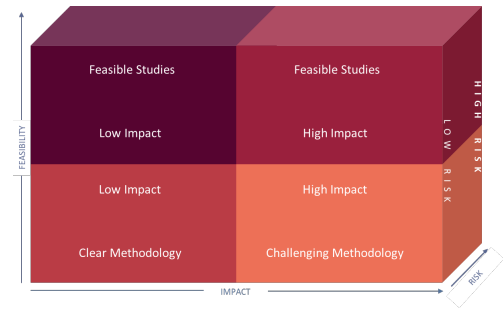 Feasible Studies
Feasible Studies
Low Impact
High Impact
Low Impact
High Impact
Clear Methodology
Challenging Methodology
FEASIBILITY
IMPACT
RISK
LOW RISK
HIGH RISK